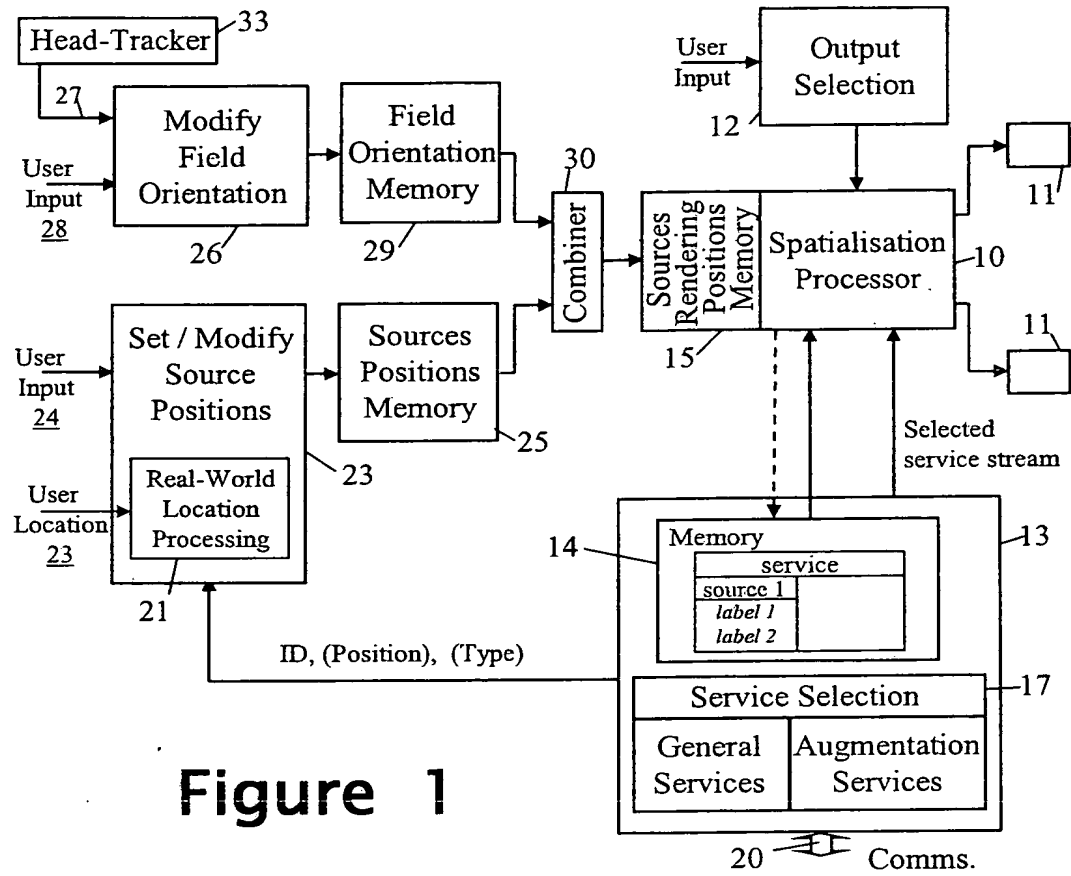 Head-Tracker
33
27
Modify
Field
Orientation
User
Input
28
26
Field
Orientation
Memory
29
30
Combiner
User
Input
Output
Selection
12
Sources
Rendering
Positions
Memory
15
Spatialisation
Processor
10
11
11
Set / Modify
Source
Positions
User
Input
24
23
Sources
Positions
Memory
25
User
Location
23
Real-World
Location
Processing
21
Selected
service stream
14
Memory
service
source 1
label 1
label 2
13
ID, (Position), (Type)
Service Selection
17
General
Services
Augmentation
Services
20
Comms.
Figure 1